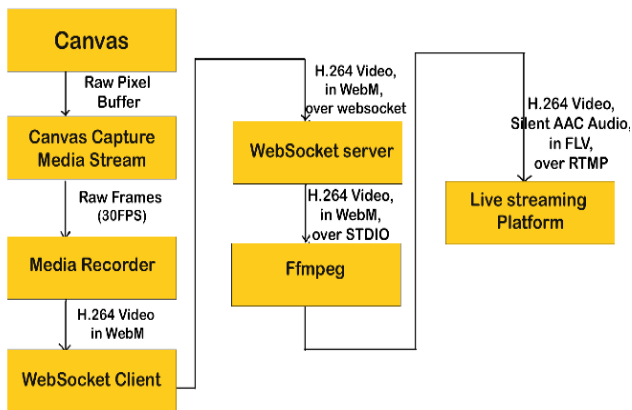 Canvas
Raw Pixel
Buffer
Canvas Capture
Media Stream
Raw Frames
(30FPS)
Media Recorder
H.264 Video
in WebM
WebSocket Client
H.264 Video,
in WebM,
over websocket
WebSocket server
H.264 Video,
in WebM,
over STDIO
Ffmpeg
H.264 Video,
Silent AAC Audio,
in FLV,
over RTMP
Live streaming
Platform